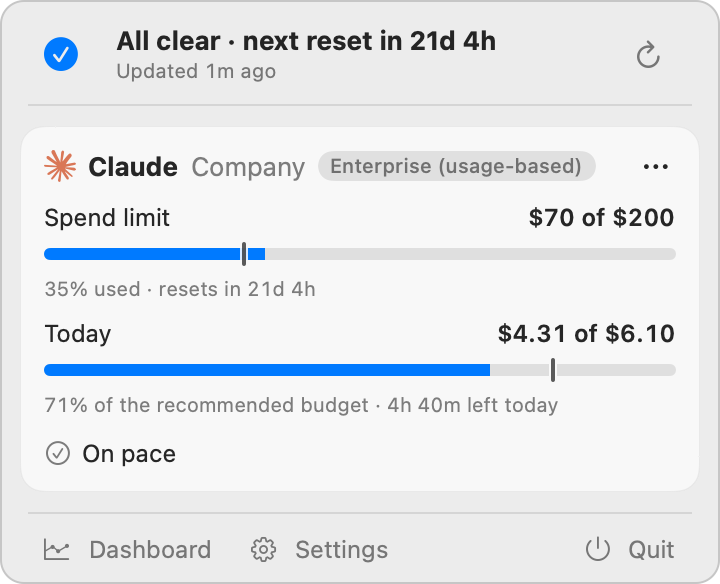 All clear · next reset in 21d 4h
Updated 1m ago
Claude Company Enterprise (usage-based)
Spend limit $70 of $200
35% used · resets in 21d 4h
Today $4.31 of $6.10
71% of the recommended budget · 4h 40m left today
On pace
Dashboard Settings Quit